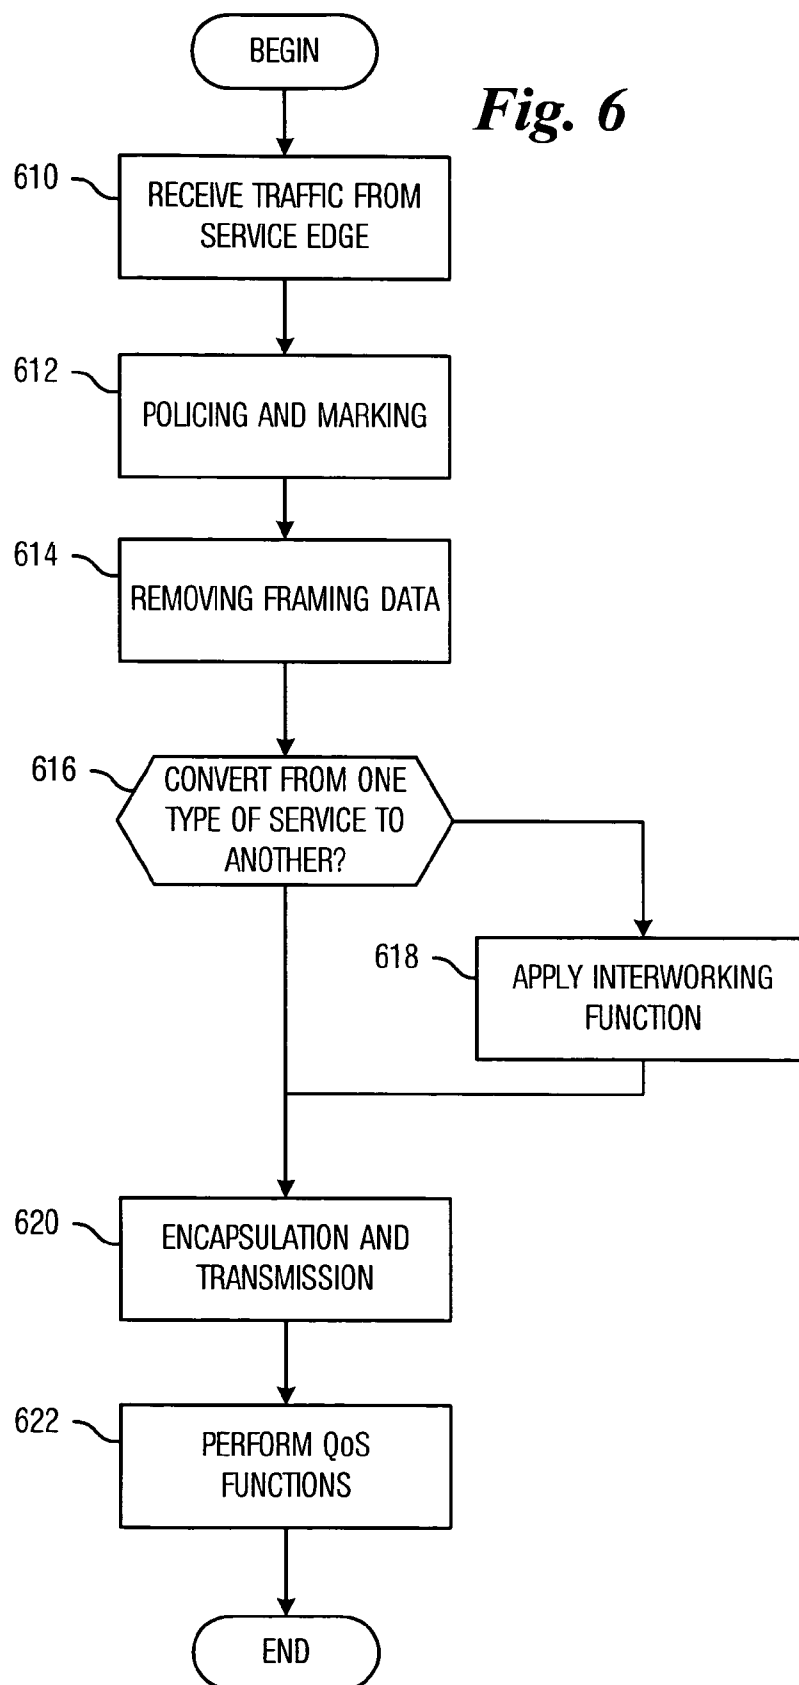 BEGIN
Fig. 6
610
RECEIVE TRAFFIC FROM
SERVICE EDGE
612
POLICING AND MARKING
614
REMOVING FRAMING DATA
616
CONVERT FROM ONE
TYPE OF SERVICE TO
ANOTHER?
618
APPLY INTERWORKING
FUNCTION
620
ENCAPSULATION AND
TRANSMISSION
622
PERFORM QoS
FUNCTIONS
END